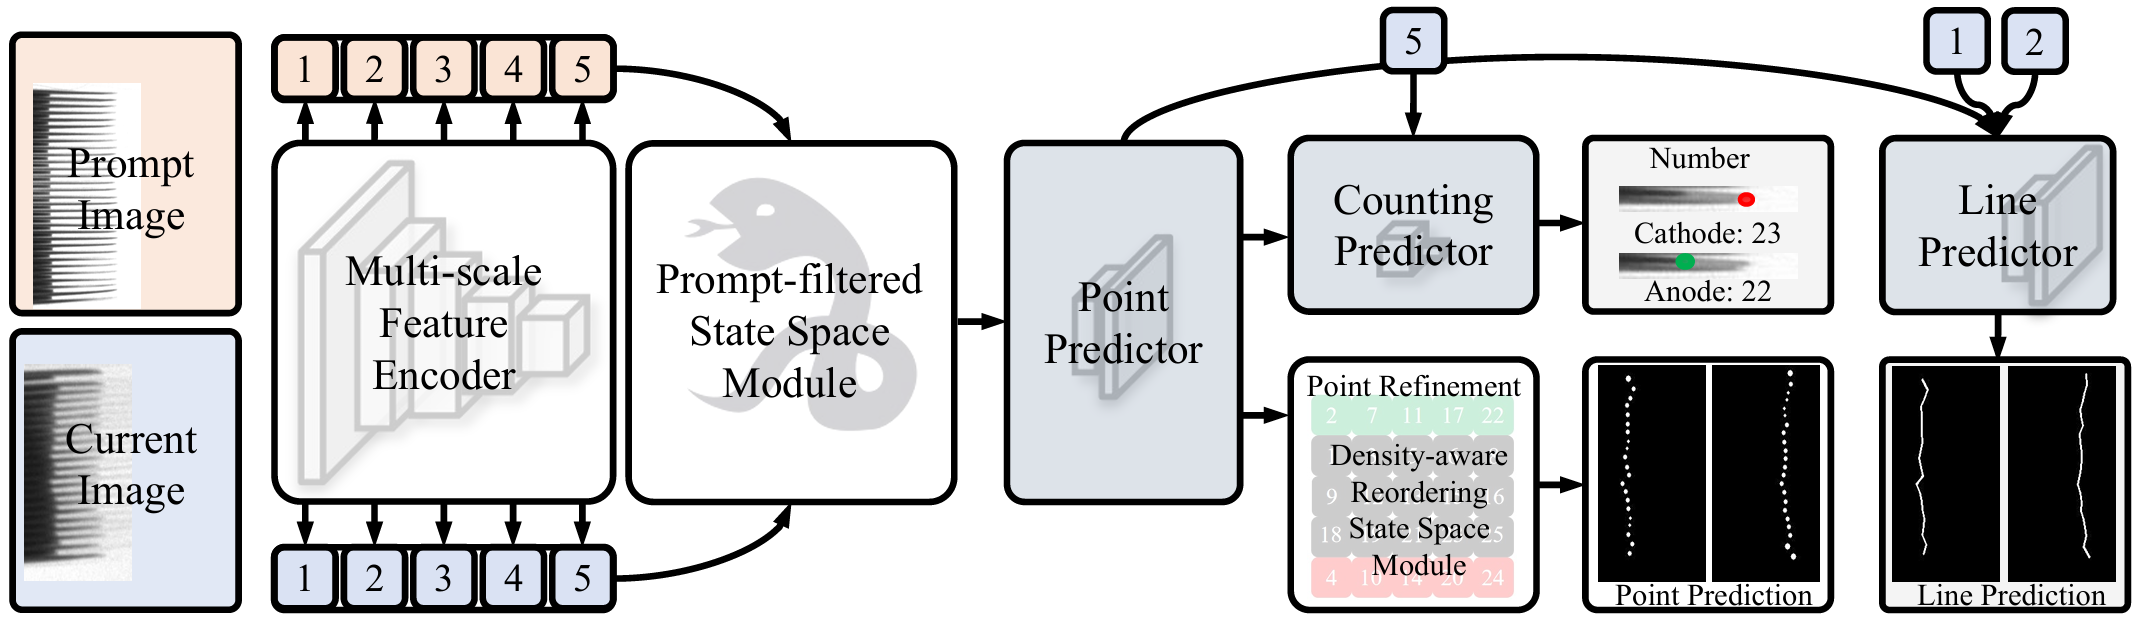 Prompt
Image
Current
Image
1 2 3 4 5
Multi-scale
Feature
Encoder
1 2 3 4 5
Prompt-filtered
State Space
Module
Point
Predictor
5
Counting
Predictor
Number
Cathode: 23
Anode: 22
Point Refinement
2 7 11 17 22
Density-aware
9 Reordering 16
18 State Space 25
Module
4 10 14 20 24
Point Prediction
1 2
Line
Predictor
Line Prediction